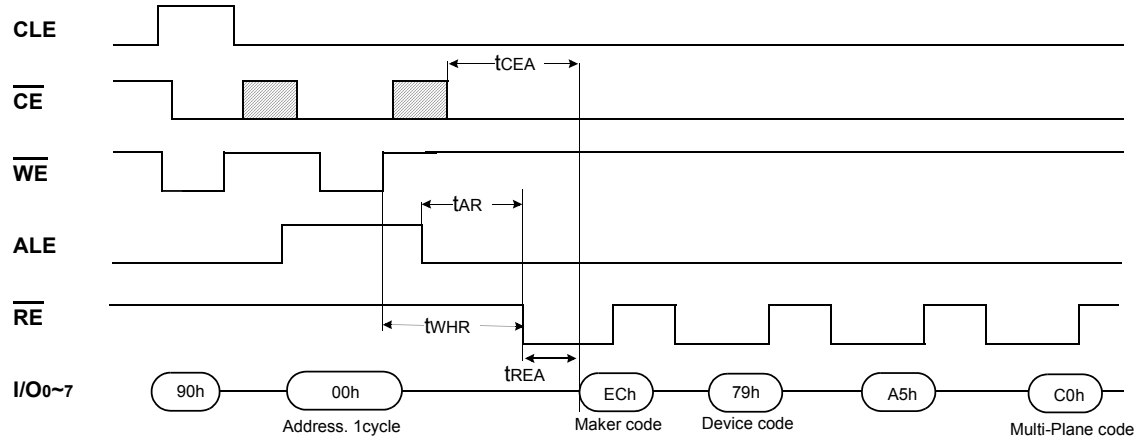 CLE
tCEA
CE
WE
tAR
ALE
RE
tWHR
tREA
I/O0~7
90h
00h
ECh
79h
A5h
C0h
Address. 1cycle
Maker code
Device code
Multi-Plane code